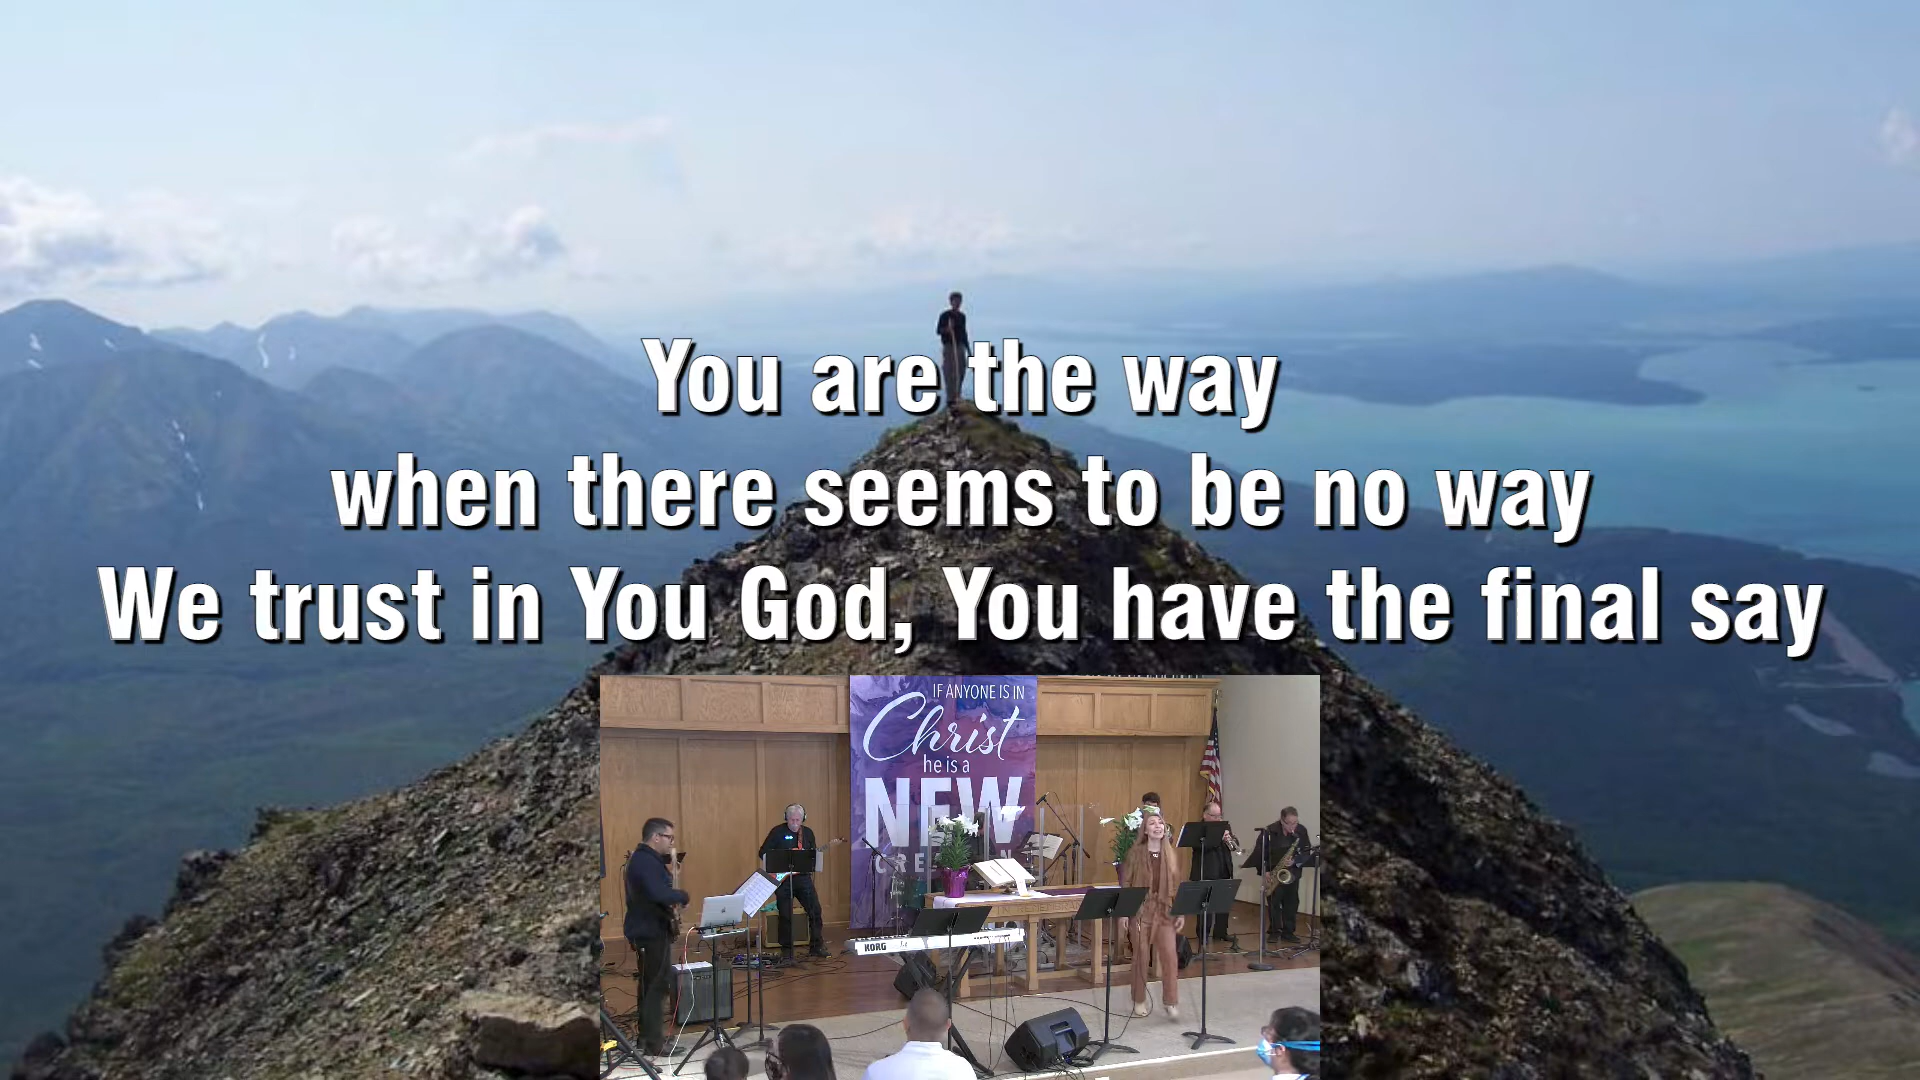 You are the way
when there seems to be no way
We trust in You God, You have the final say
IF ANYONE IS IN
Christ
he is a
NEW
KORG